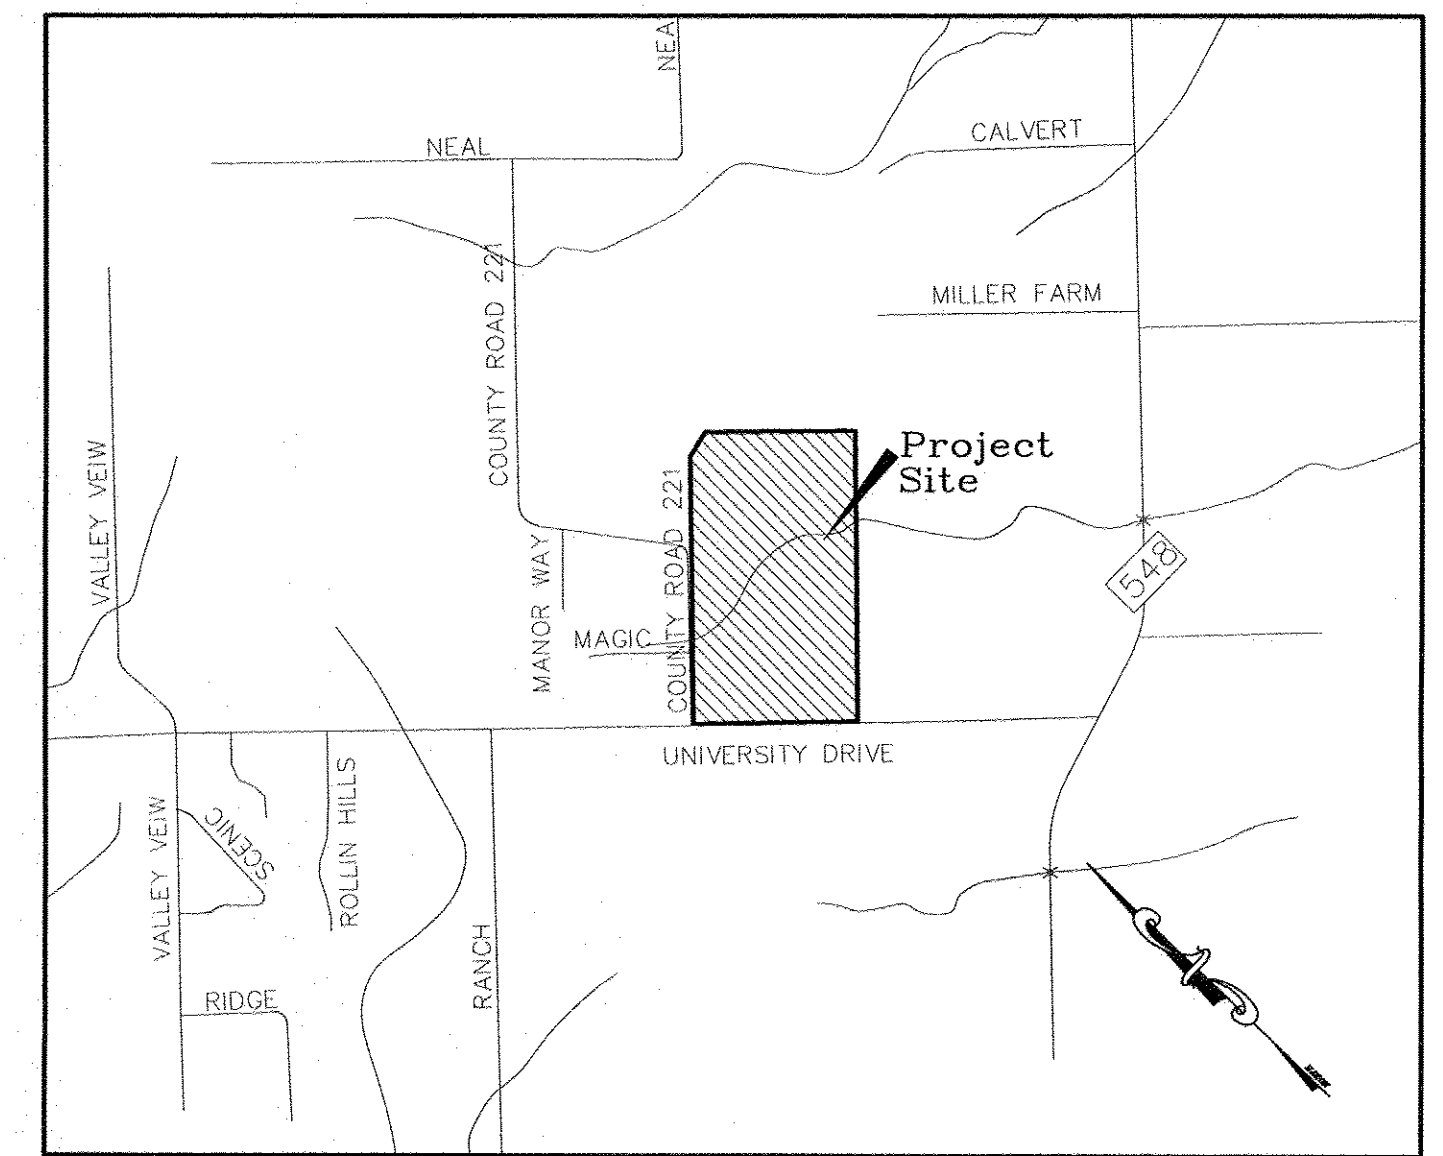 NEA
CALVERT
NEAL
COUNTY ROAD 221
MILLER FARM
Project
Site
VALLEY VEIW
COUNTY ROAD 221
548
MANOR WAY
MAGIC
UNIVERSITY DRIVE
SCENIC
ROLLIN HILLS
VALLEY VEIW
RANCH
RIDGE